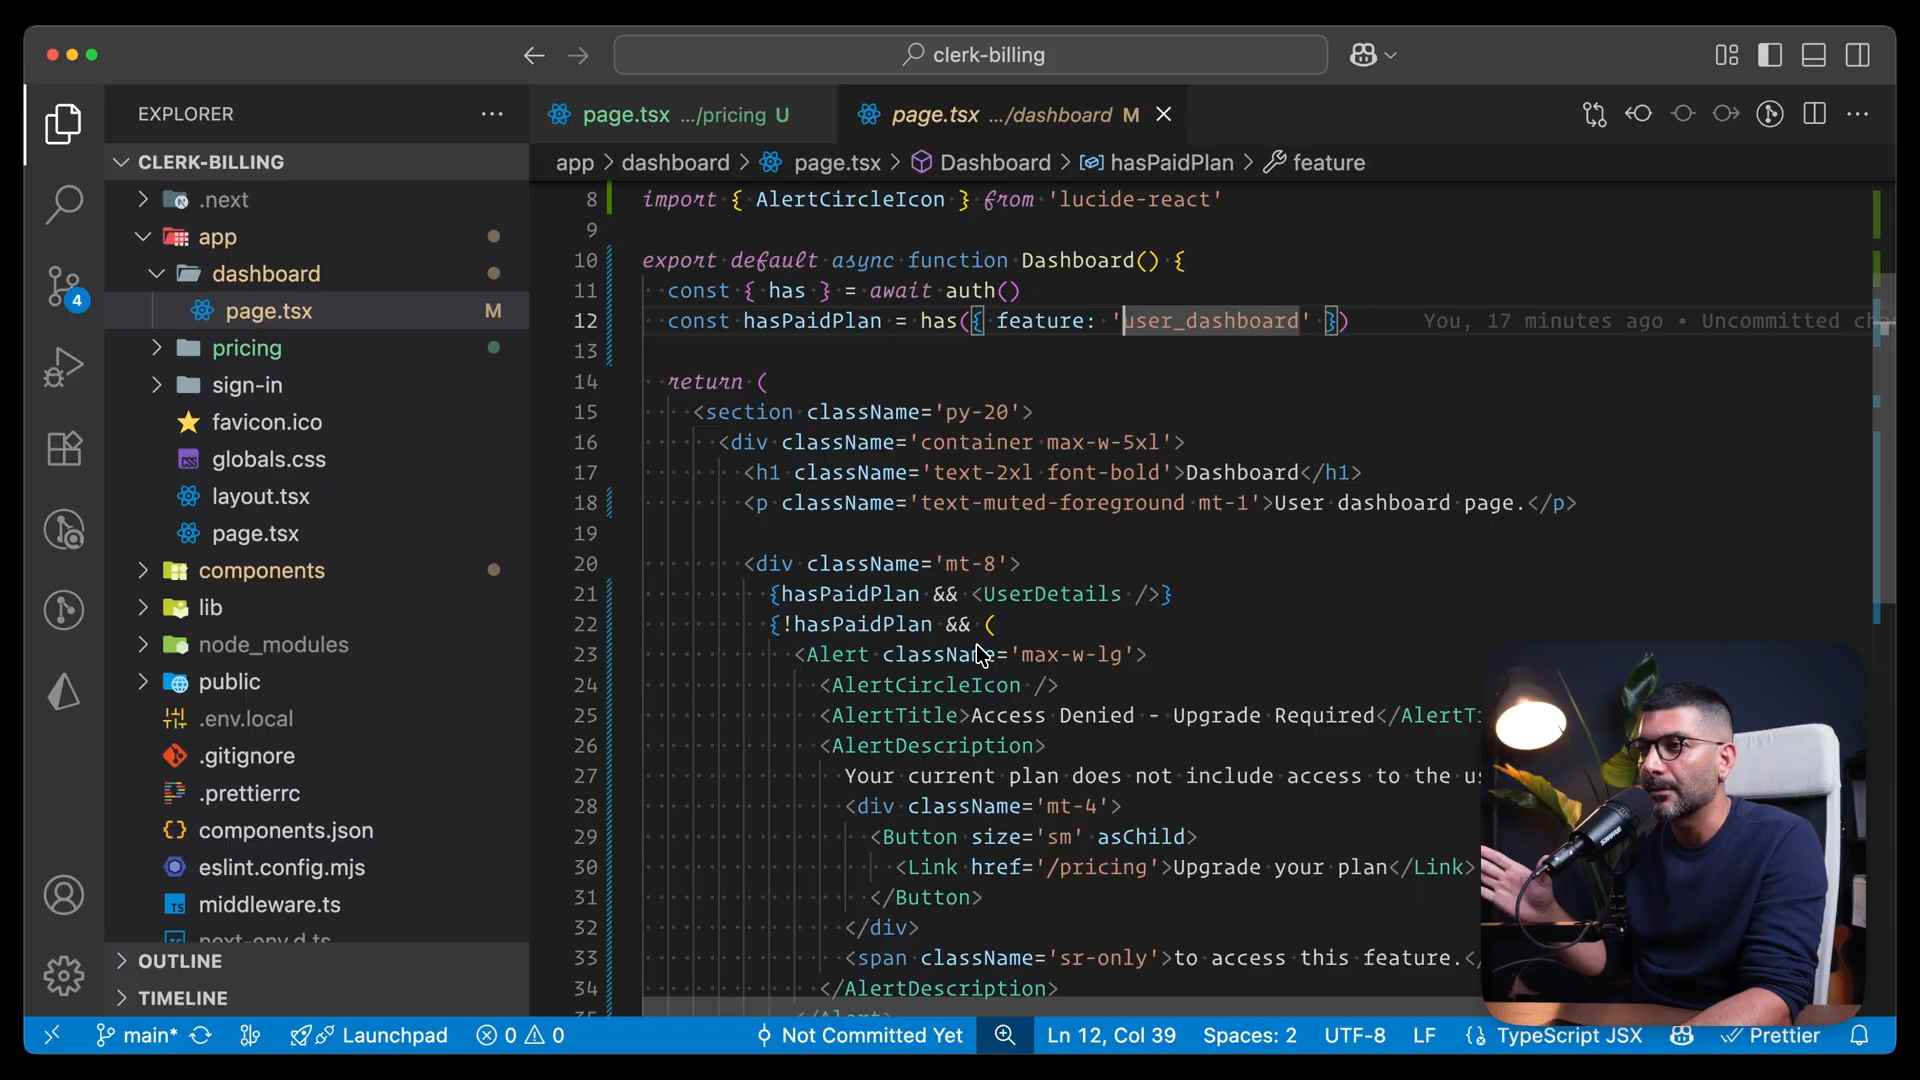 clerk-billing
EXPLORER
CLERK-BILLING
.next
app
dashboard
page.tsx M
pricing
sign-in
favicon.ico
globals.css
layout.tsx
page.tsx
components
lib
node_modules
public
.env.local
.gitignore
.prettierrc
components.json
eslint.config.mjs
middleware.ts
next-env.d.ts
OUTLINE
TIMELINE
4
page.tsx .../pricing U
page.tsx .../dashboard M
app > dashboard > page.tsx > Dashboard > hasPaidPlan > feature
8 import { AlertCircleIcon } from 'lucide-react'
9
10 export default async function Dashboard() {
11 const { has } = await auth()
12 const hasPaidPlan = has({ feature: 'user_dashboard' }) You, 17 minutes ago • Uncommitted
13
14 return (
15 <section className='py-20'>
16 <div className='container max-w-5xl'>
17 <h1 className='text-2xl font-bold'>Dashboard</h1>
18 <p className='text-muted-foreground mt-1'>User dashboard page.</p>
19
20 <div className='mt-8'>
21 {hasPaidPlan && <UserDetails />}
22 {!hasPaidPlan && (
23 <Alert className='max-w-lg'>
24 <AlertCircleIcon />
25 <AlertTitle>Access Denied - Upgrade Required</AlertTi
26 <AlertDescription>
27 Your current plan does not include access to the us
28 <div className='mt-4'>
29 <Button size='sm' asChild>
30 <Link href='/pricing'>Upgrade your plan</Link>
31 </Button>
32 </div>
33 <span className='sr-only'>to access this feature.</
34 </AlertDescription>
35 </Alert>
main* Launchpad 0 0 Not Committed Yet Ln 12, Col 39 Spaces: 2 UTF-8 LF {} TypeScript JSX Prettier